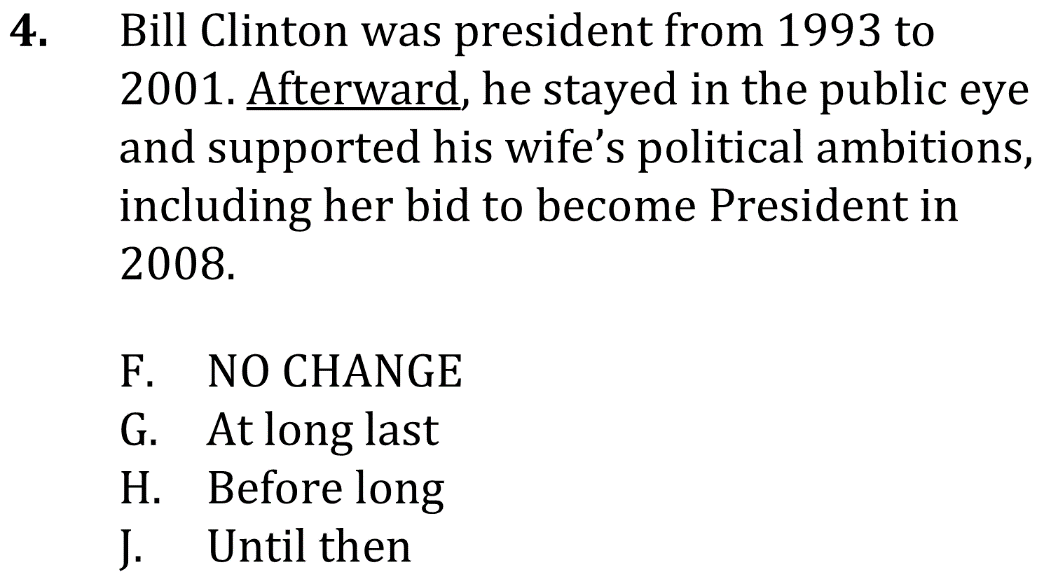 4. Bill Clinton was president from 1993 to
2001. Afterward, he stayed in the public eye
and supported his wife’s political ambitions,
including her bid to become President in
2008.
F. NO CHANGE
G. At long last
H. Before long
J. Until then